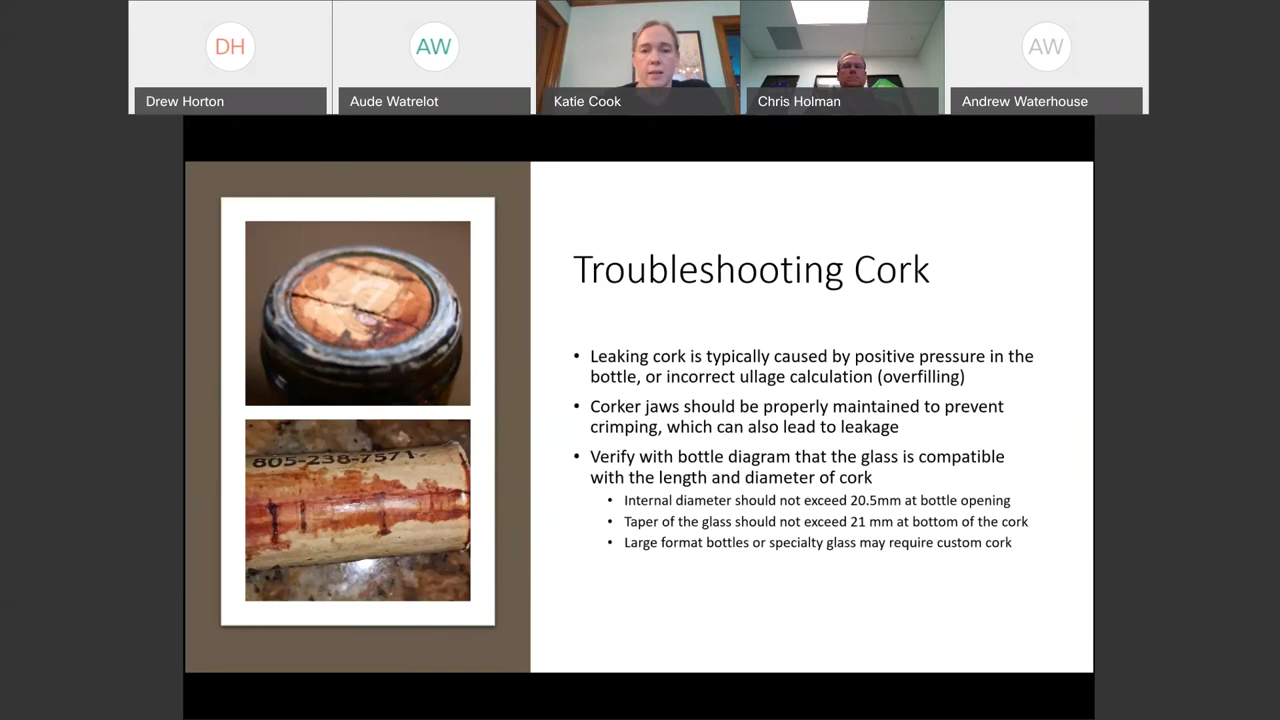 DH
AW
AW
Drew Horton
Aude Watrelot
Katie Cook
Chris Holman
Andrew Waterhouse
805-238-7571
Troubleshooting Cork
• Leaking cork is typically caused by positive pressure in the
bottle, or incorrect ullage calculation (overfilling)
• Corker jaws should be properly maintained to prevent
crimping, which can also lead to leakage
• Verify with bottle diagram that the glass is compatible
with the length and diameter of cork
• Internal diameter should not exceed 20.5mm at bottle opening
• Taper of the glass should not exceed 21 mm at bottom of the cork
• Large format bottles or specialty glass may require custom cork